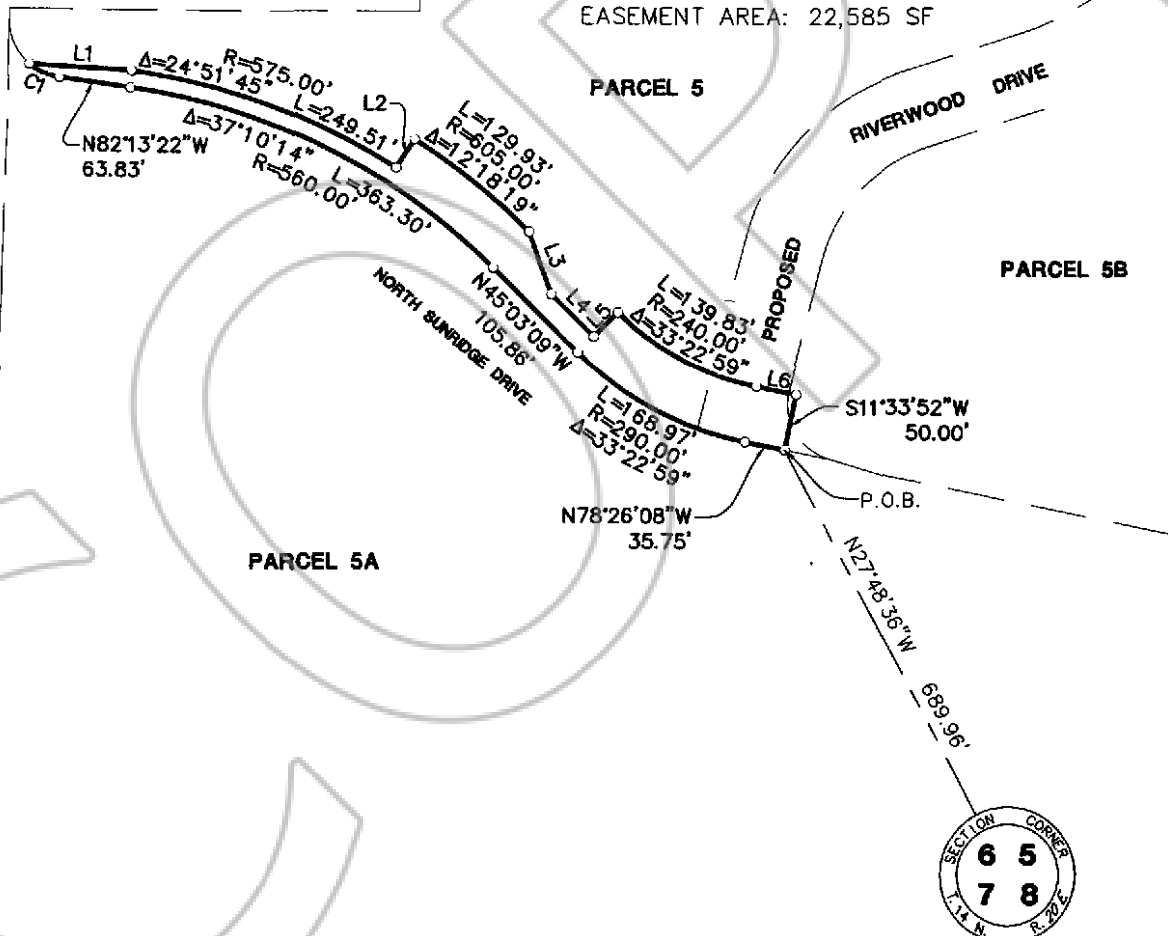 EASEMENT AREA: 22,585 SF
PARCEL 5
RIVERWOOD DRIVE
PARCEL 5B
L1
C1
Δ=24°51'45"
R=575.00'
L=249.51'
L2
N82°13'22"W
63.83'
Δ=37°10'14"
R=560.00'
L=363.30'
L=129.93'
R=605.00'
Δ=12°18'19"
L3
L4
L5
NORTH SUNRIDGE DRIVE
N45°03'09"W
105.86'
L=139.83'
R=240.00'
Δ=33°22'59"
PROPOSED
L6
L=168.97'
R=290.00'
Δ=33°22'59"
S11°33'52"W
50.00'
P.O.B.
N78°26'08"W
35.75'
PARCEL 5A
N27°48'36"W 689.96'
SECTION CORNER
6 5
7 8
T. 14 N. R. 20 E.